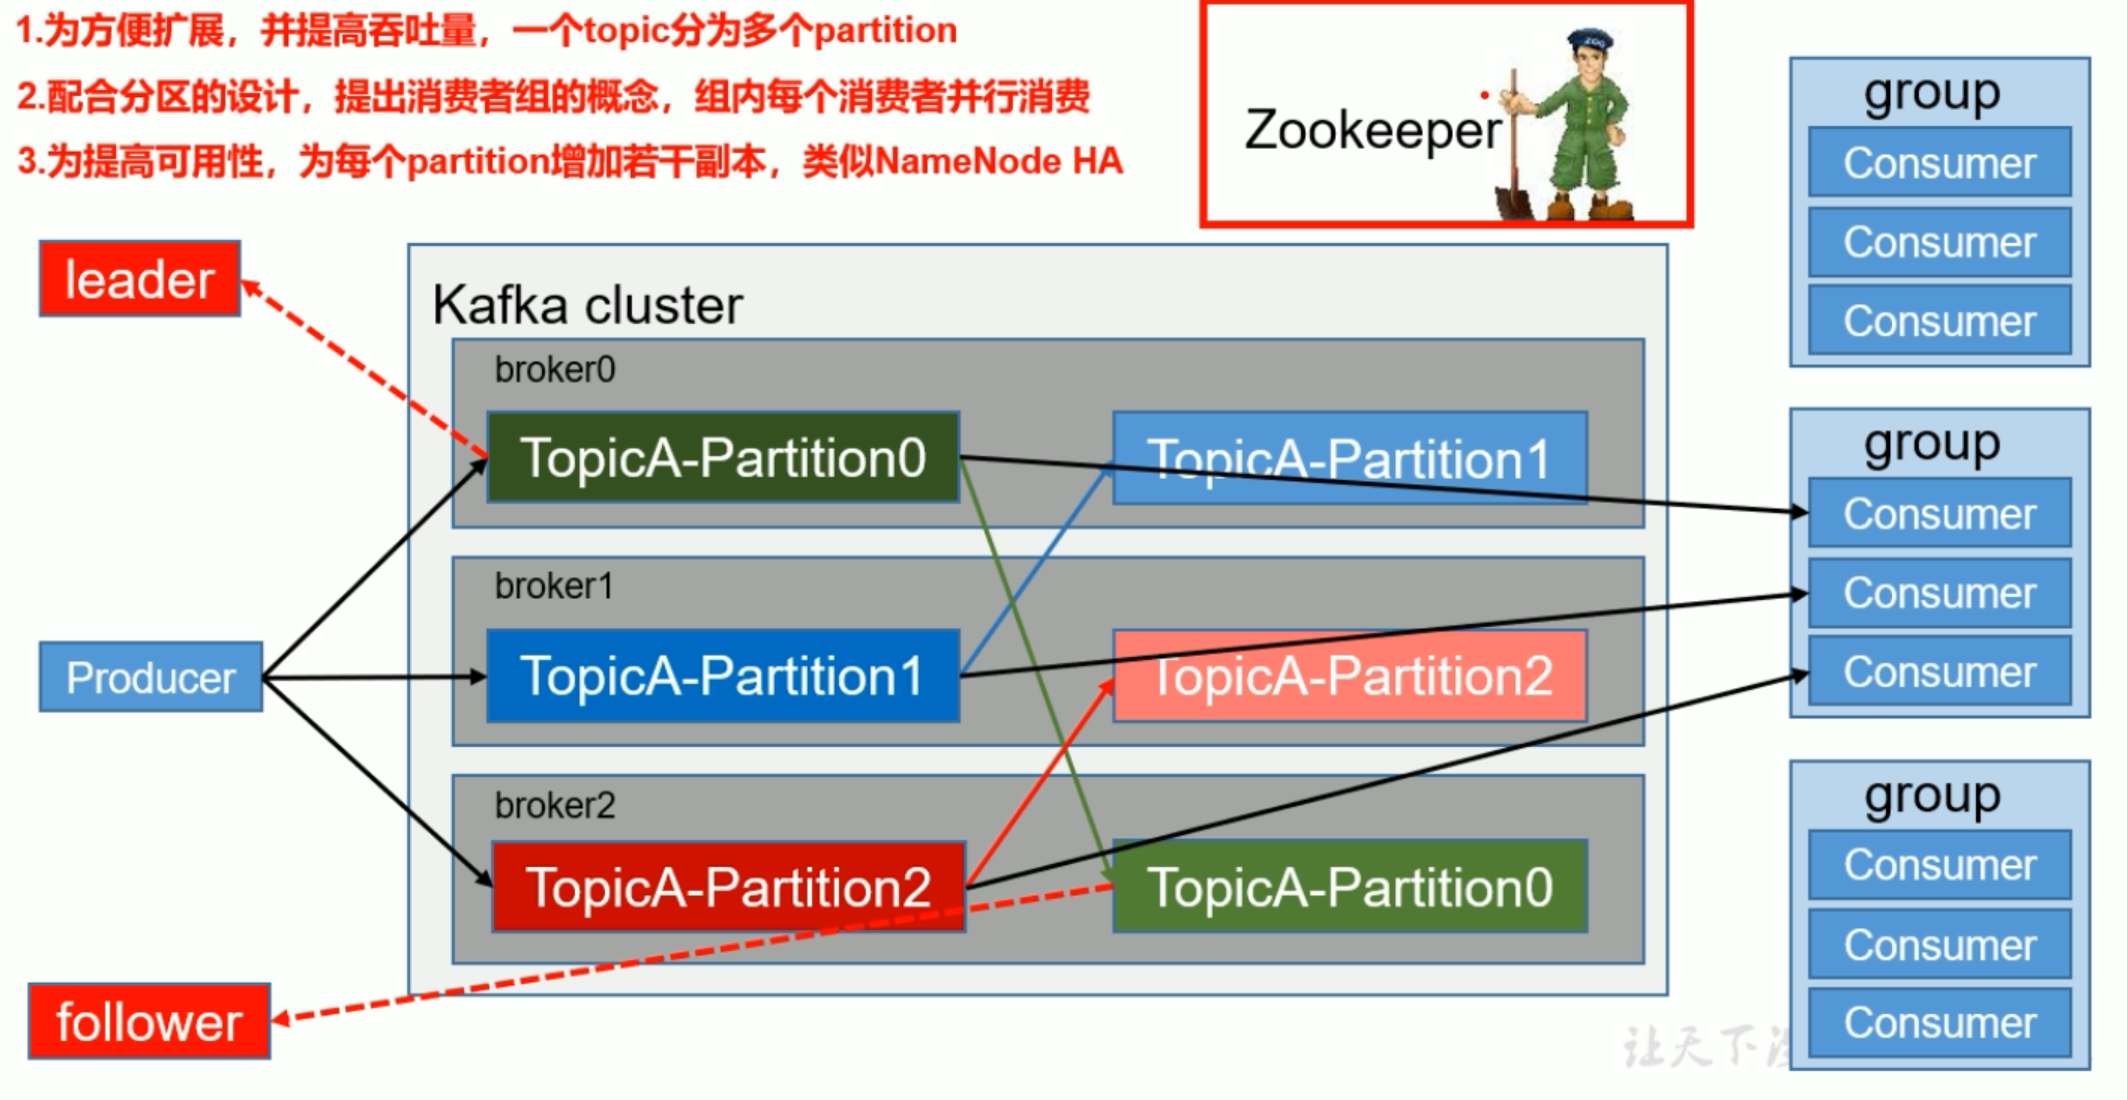 1.为方便扩展，并提高吞吐量，一个topic分为多个partition
2.配合分区的设计，提出消费者组的概念，组内每个消费者并行消费
3.为提高可用性，为每个partition增加若干副本，类似NameNode HA
Zookeeper
ZOO
leader
Kafka cluster
broker0
TopicA-Partition0
TopicA-Partition1
broker1
TopicA-Partition1
TopicA-Partition2
broker2
TopicA-Partition2
TopicA-Partition0
Producer
follower
group
Consumer
Consumer
Consumer
group
Consumer
Consumer
Consumer
group
Consumer
Consumer
Consumer
让天下没